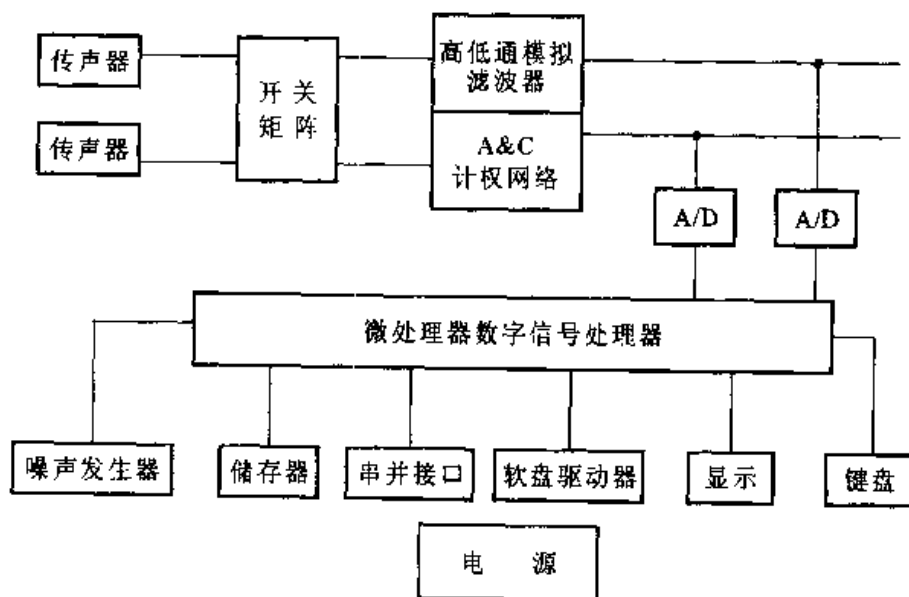 传声器
传声器
开关
矩阵
高低通模拟
滤波器
A&C
计权网络
A/D
A/D
微处理器数字信号处理器
噪声发生器
储存器
串并接口
软盘驱动器
显示
键盘
电 源